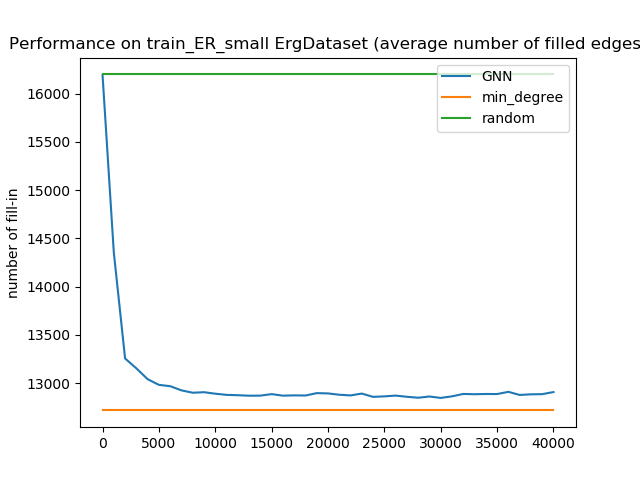 Performance on train_ER_small ErgDataset (average number of filled edges
GNN
min_degree
random
number of fill-in
16000
15500
15000
14500
14000
13500
13000
0 5000 10000 15000 20000 25000 30000 35000 40000